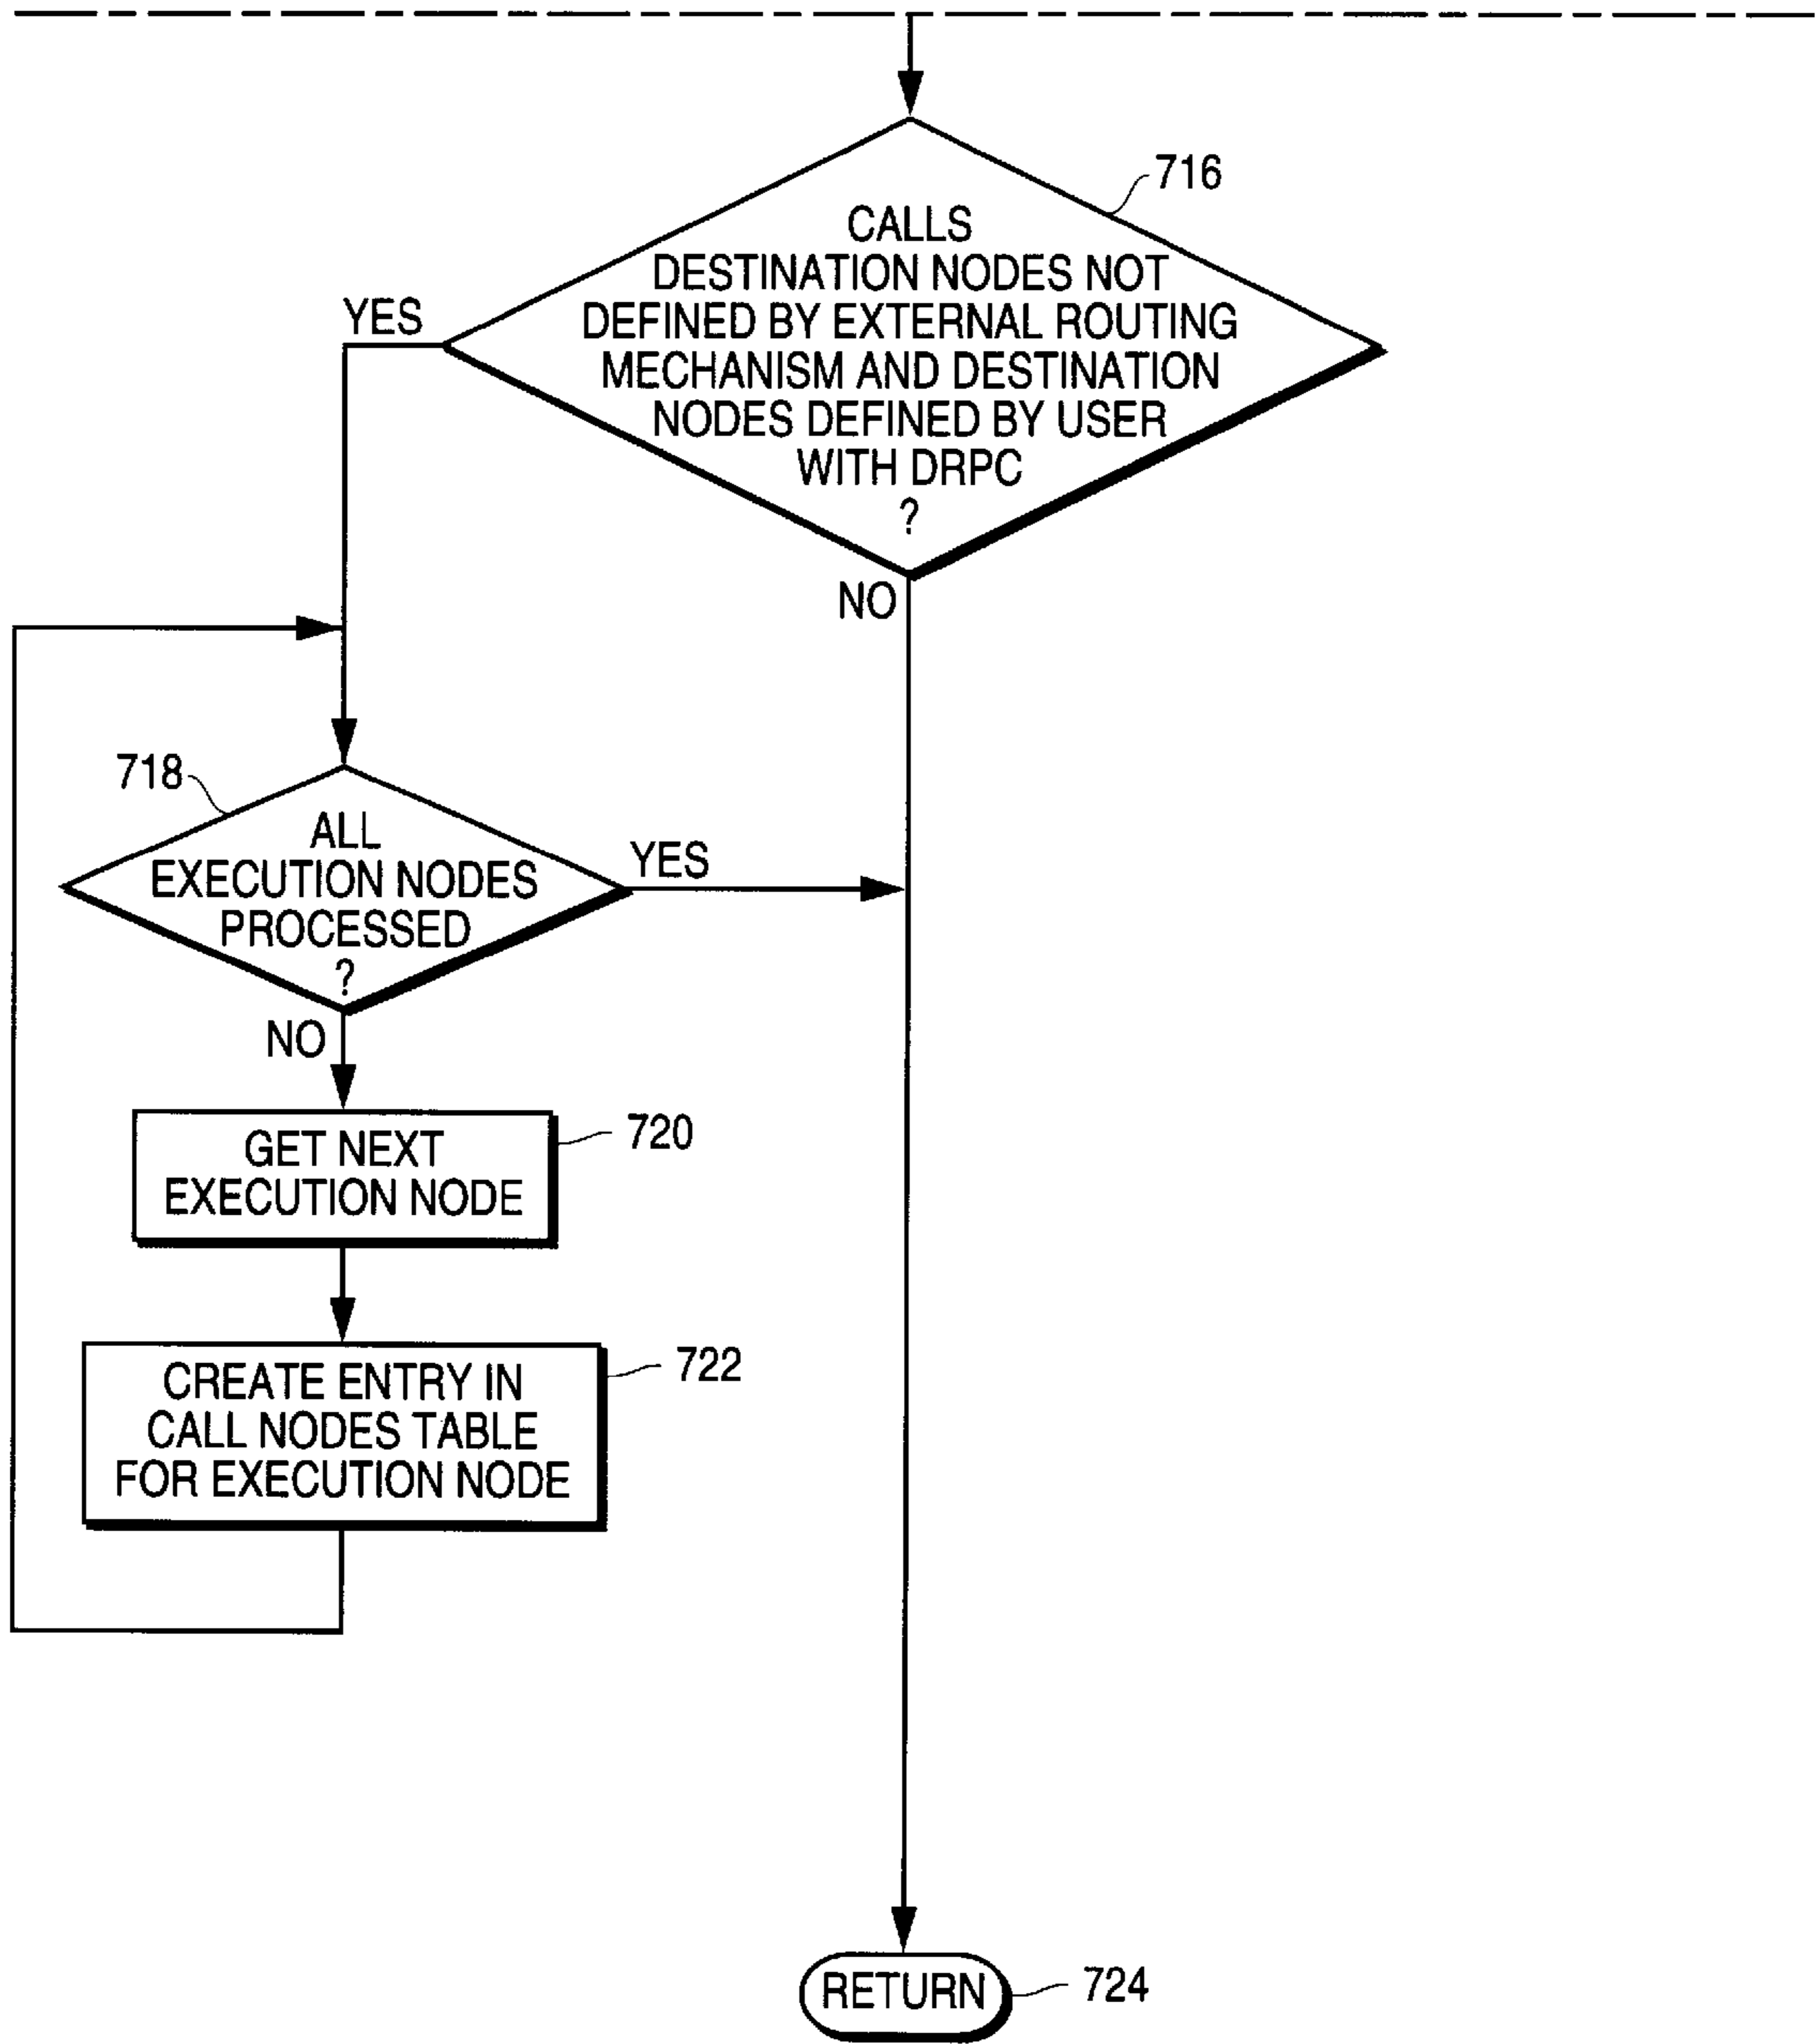 716
CALLS
DESTINATION NODES NOT
DEFINED BY EXTERNAL ROUTING
MECHANISM AND DESTINATION
NODES DEFINED BY USER
WITH DRPC
?
YES
NO
718
ALL
EXECUTION NODES
PROCESSED
?
YES
NO
GET NEXT
EXECUTION NODE
720
CREATE ENTRY IN
CALL NODES TABLE
FOR EXECUTION NODE
722
RETURN
724